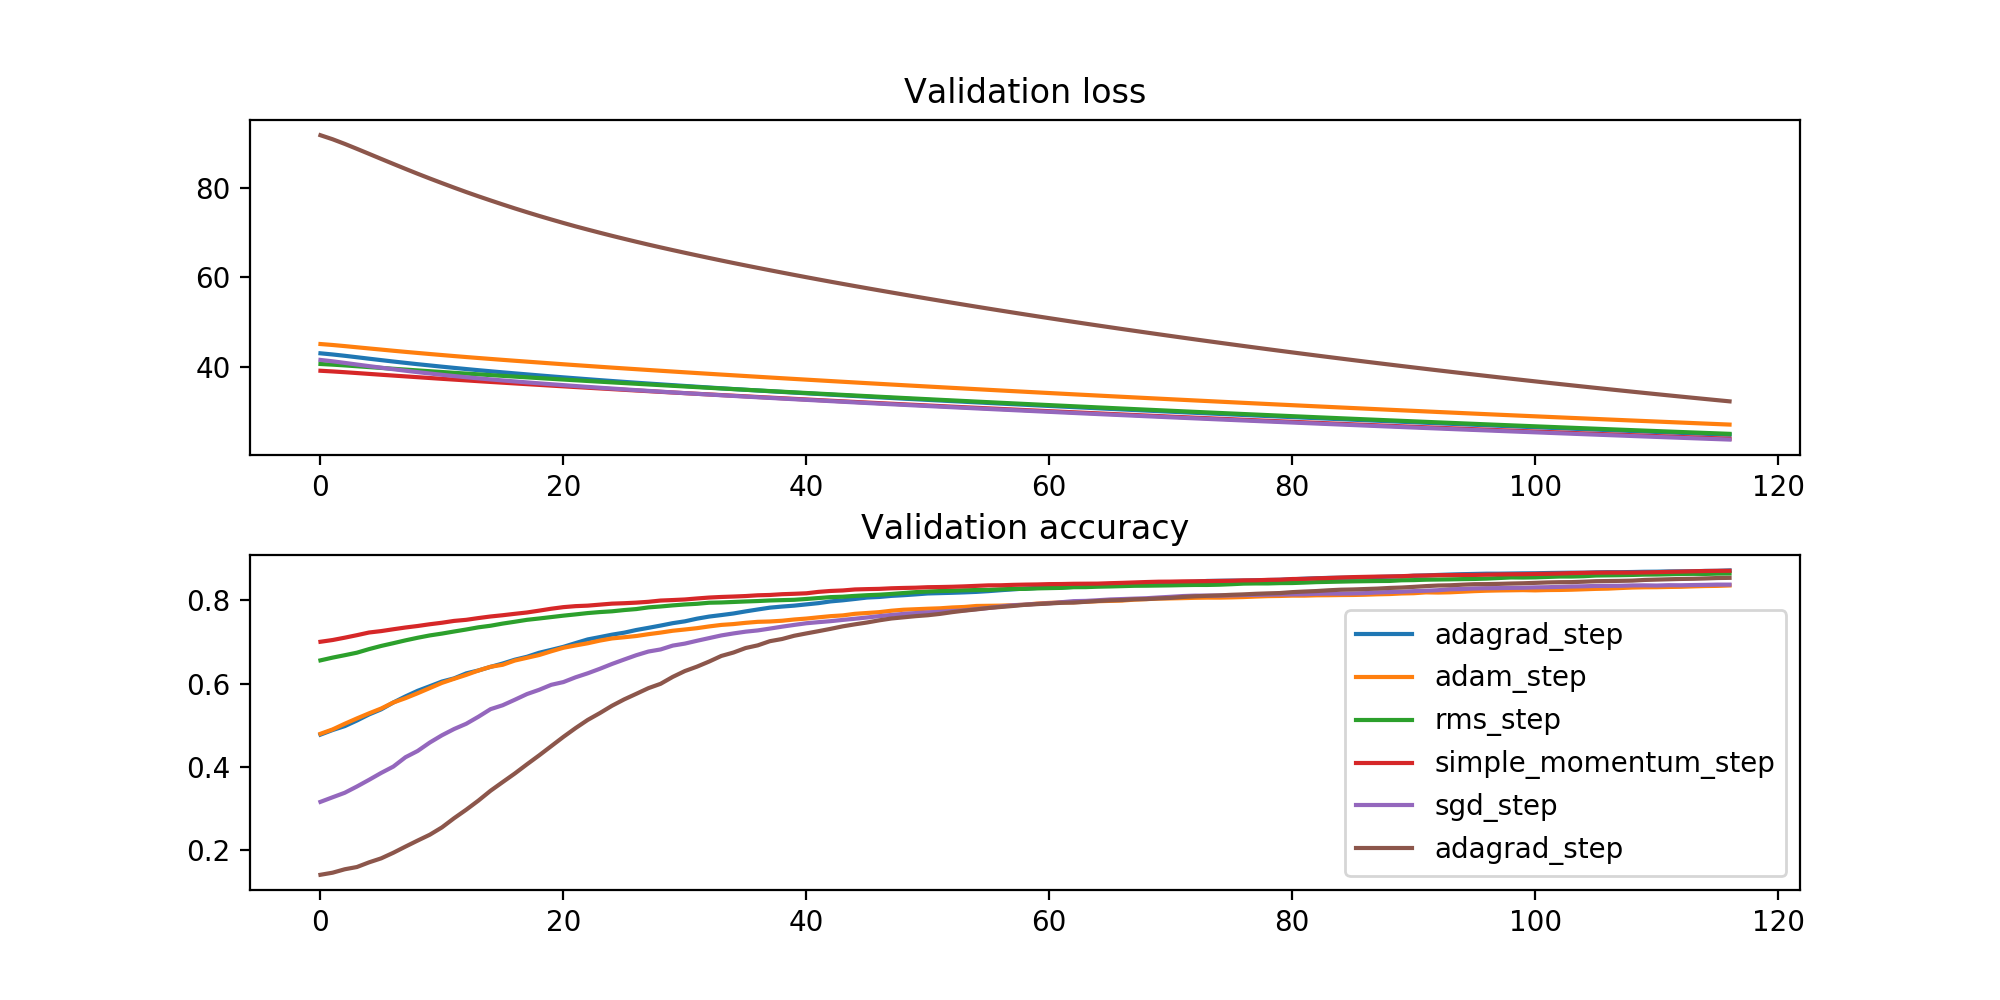 Validation loss
80
60
40
0 20 40 60 80 100 120
Validation accuracy
0.8
0.6
0.4
0.2
adagrad_step
adam_step
rms_step
simple_momentum_step
sgd_step
adagrad_step
0 20 40 60 80 100 120